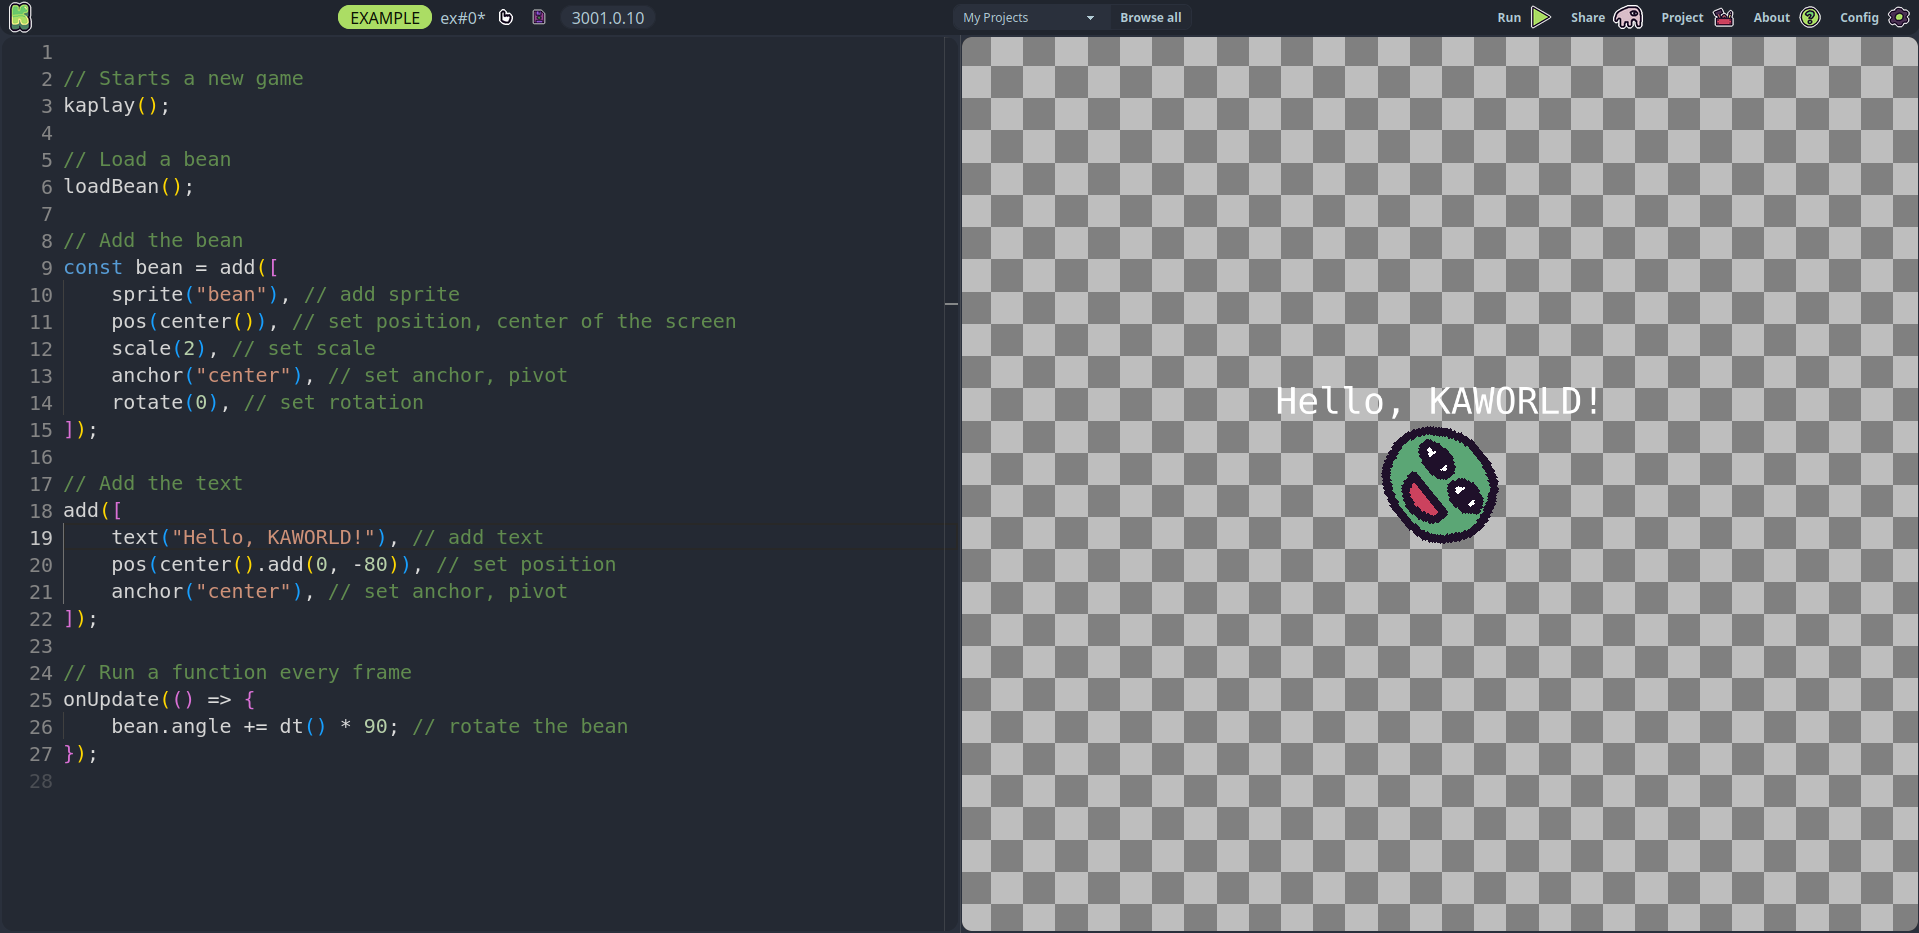 EXAMPLE ex#0* 3001.0.10 My Projects Browse all Run Share Project About Config
1
2 // Starts a new game
3 kaplay();
4
5 // Load a bean
6 loadBean();
7
8 // Add the bean
9 const bean = add([
10     sprite("bean"), // add sprite
11     pos(center()), // set position, center of the screen
12     scale(2), // set scale
13     anchor("center"), // set anchor, pivot
14     rotate(0), // set rotation
15 ]);
16
17 // Add the text
18 add([
19     text("Hello, KAWORLD!"), // add text
20     pos(center().add(0, -80)), // set position
21     anchor("center"), // set anchor, pivot
22 ]);
23
24 // Run a function every frame
25 onUpdate(() => {
26     bean.angle += dt() * 90; // rotate the bean
27 });
28
Hello, KAWORLD!